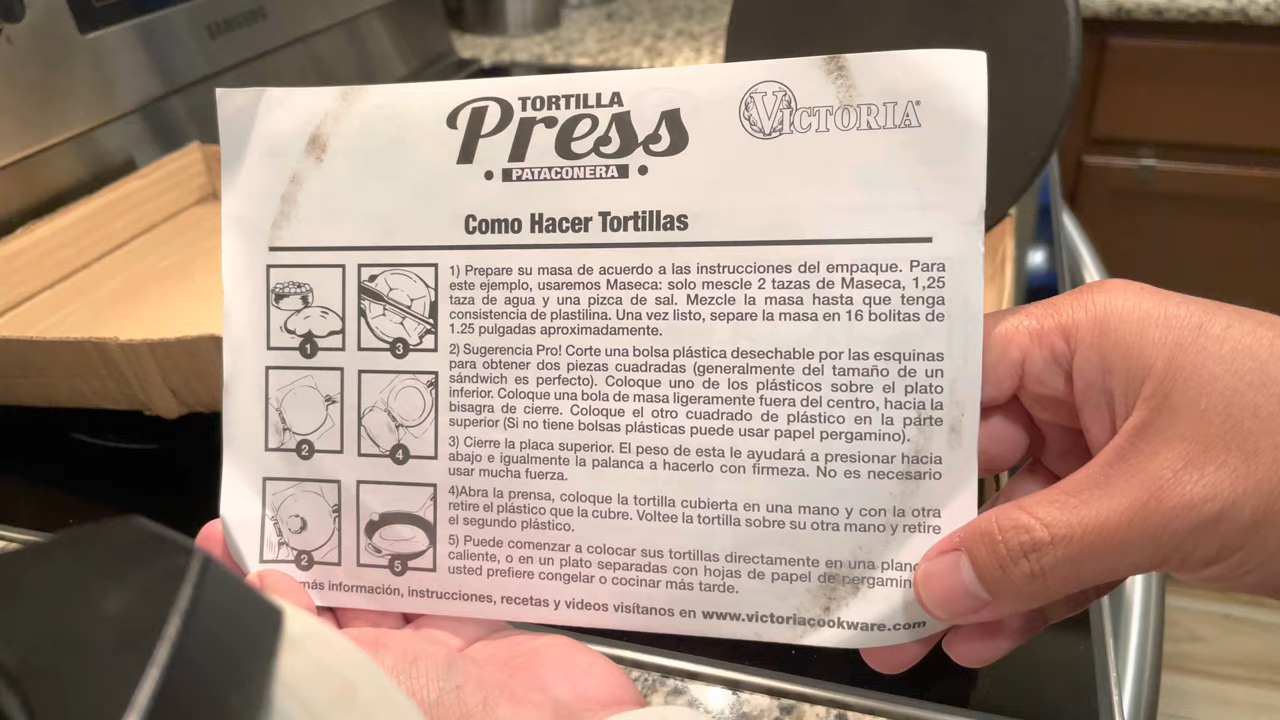 SAMSUNG
TORTILLA
Press
PATACONERA
VICTORIA®
Como Hacer Tortillas
1) Prepare su masa de acuerdo a las instrucciones del empaque. Para
este ejemplo, usaremos Maseca: solo mescle 2 tazas de Maseca, 1,25
taza de agua y una pizca de sal. Mezcle la masa hasta que tenga
consistencia de plastilina. Una vez listo, separe la masa en 16 bolitas de
1.25 pulgadas aproximadamente.
2) Sugerencia Pro! Corte una bolsa plástica desechable por las esquinas
para obtener dos piezas cuadradas (generalmente del tamaño de un
sándwich es perfecto). Coloque uno de los plásticos sobre el plato
inferior. Coloque una bola de masa ligeramente fuera del centro, hacia la
bisagra de cierre. Coloque el otro cuadrado de plástico en la parte
superior (Si no tiene bolsas plásticas puede usar papel pergamino).
3) Cierre la placa superior. El peso de esta le ayudará a presionar hacia
abajo e igualmente la palanca a hacerlo con firmeza. No es necesario
usar mucha fuerza.
4)Abra la prensa, coloque la tortilla cubierta en una mano y con la otra
retire el plástico que la cubre. Voltee la tortilla sobre su otra mano y retire
el segundo plástico.
5) Puede comenzar a colocar sus tortillas directamente en una planc
caliente, o en un plato separadas con hojas de papel de pergamin
usted prefiere congelar o cocinar más tarde.
1
3
2
4
2
5
más información, instrucciones, recetas y videos visítanos en www.victoriacookware.com